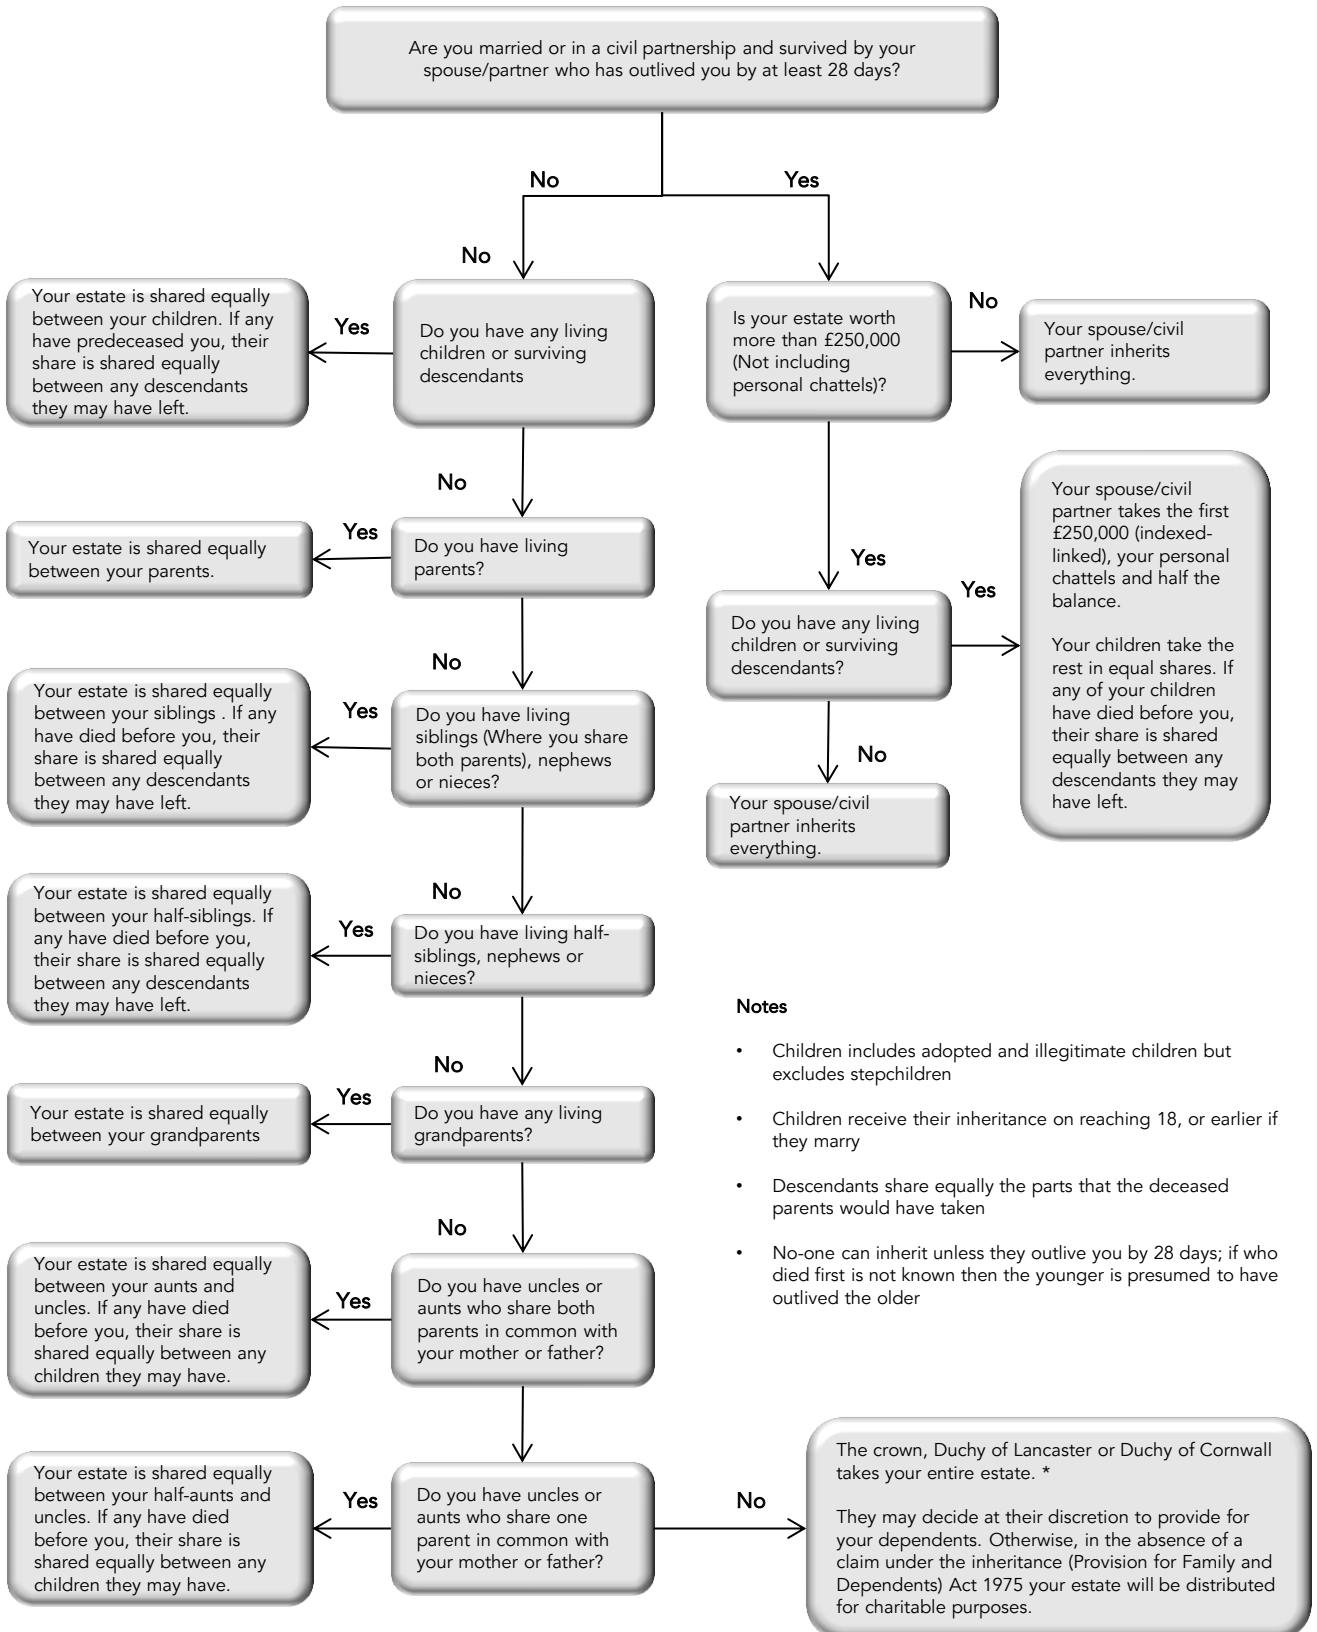 Are you married or in a civil partnership and survived by your
spouse/partner who has outlived you by at least 28 days?
No
Yes
No
Your estate is shared equally
between your children. If any
have predeceased you, their
share is shared equally
between any descendants
they may have left.
Yes
Do you have any living
children or surviving
descendants
Is your estate worth
more than £250,000
(Not including
personal chattels)?
No
Your spouse/civil
partner inherits
everything.
No
Your estate is shared equally
between your parents.
Yes
Do you have living
parents?
Yes
Do you have any living
children or surviving
descendants?
Yes
Your spouse/civil
partner takes the first
£250,000 (indexed-
linked), your personal
chattels and half the
balance.
Your children take the
rest in equal shares. If
any of your children
have died before you,
their share is shared
equally between any
descendants they may
have left.
No
Your spouse/civil
partner inherits
everything.
No
Your estate is shared equally
between your siblings . If any
have died before you, their
share is shared equally
between any descendants
they may have left.
Yes
Do you have living
siblings (Where you share
both parents), nephews
or nieces?
No
Your estate is shared equally
between your half-siblings. If
any have died before you,
their share is shared equally
between any descendants
they may have left.
Yes
Do you have living half-
siblings, nephews or
nieces?
No
Your estate is shared equally
between your grandparents
Yes
Do you have any living
grandparents?
No
Your estate is shared equally
between your aunts and
uncles. If any have died
before you, their share is
shared equally between any
children they may have.
Yes
Do you have uncles or
aunts who share both
parents in common with
your mother or father?
Your estate is shared equally
between your half-aunts and
uncles. If any have died
before you, their share is
shared equally between any
children they may have.
Yes
Do you have uncles or
aunts who share one
parent in common with
your mother or father?
No
The crown, Duchy of Lancaster or Duchy of Cornwall
takes your entire estate. *
They may decide at their discretion to provide for
your dependents. Otherwise, in the absence of a
claim under the inheritance (Provision for Family and
Dependents) Act 1975 your estate will be distributed
for charitable purposes.
Notes
• Children includes adopted and illegitimate children but
excludes stepchildren
• Children receive their inheritance on reaching 18, or earlier if
they marry
• Descendants share equally the parts that the deceased
parents would have taken
• No-one can inherit unless they outlive you by 28 days; if who
died first is not known then the younger is presumed to have
outlived the older